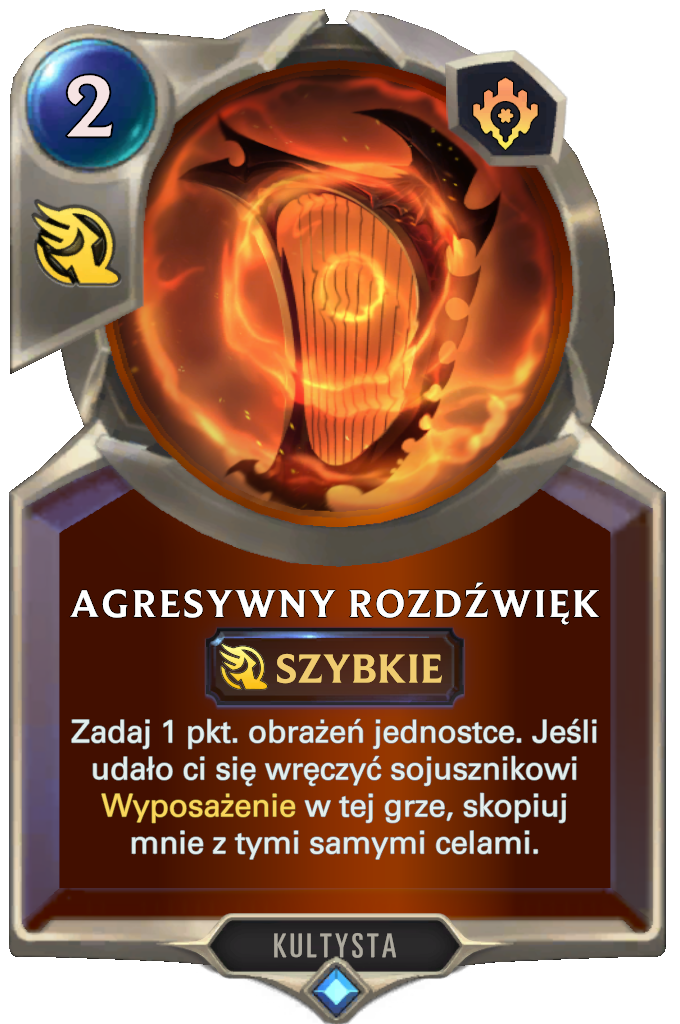 2
AGRESYWNY ROZDŹWIĘK
SZYBKIE
Zadaj 1 pkt. obrażeń jednostce. Jeśli
udało ci się wręczyć sojusznikowi
Wyposażenie w tej grze, skopiuj
mnie z tymi samymi celami.
KULTYSTA